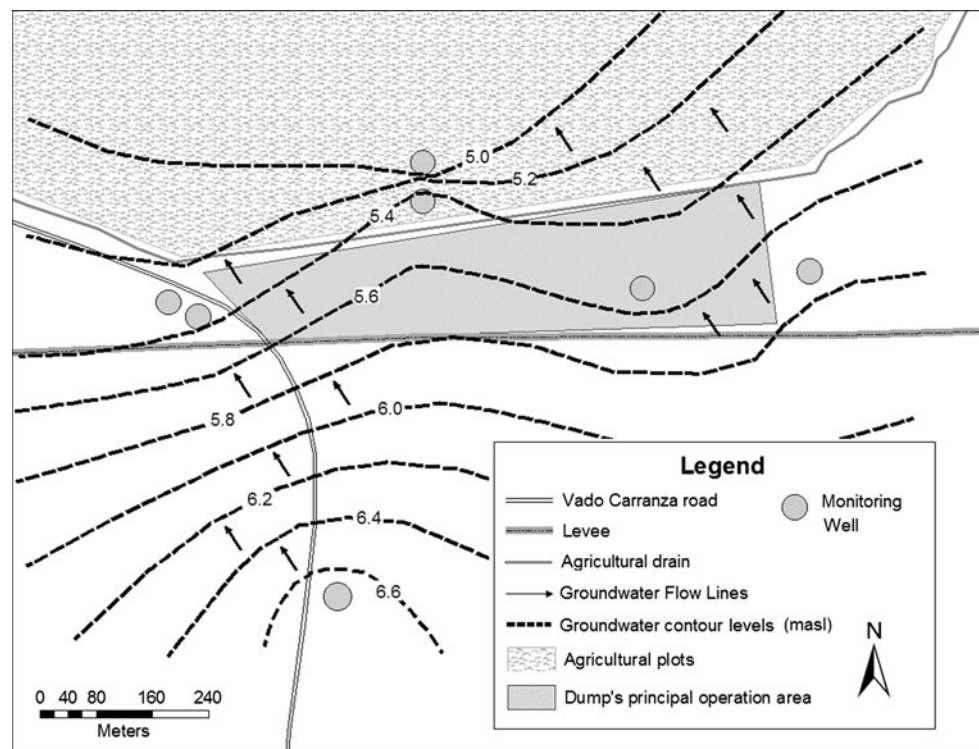 5.0
5.2
5.4
5.6
5.8
6.0
6.2
6.4
6.6
Legend
Vado Carranza road
Monitoring
Well
Levee
Agricultural drain
Groundwater Flow Lines
Groundwater contour levels (masl)
Agricultural plots
Dump's principal operation area
N
0 40 80 160 240
Meters